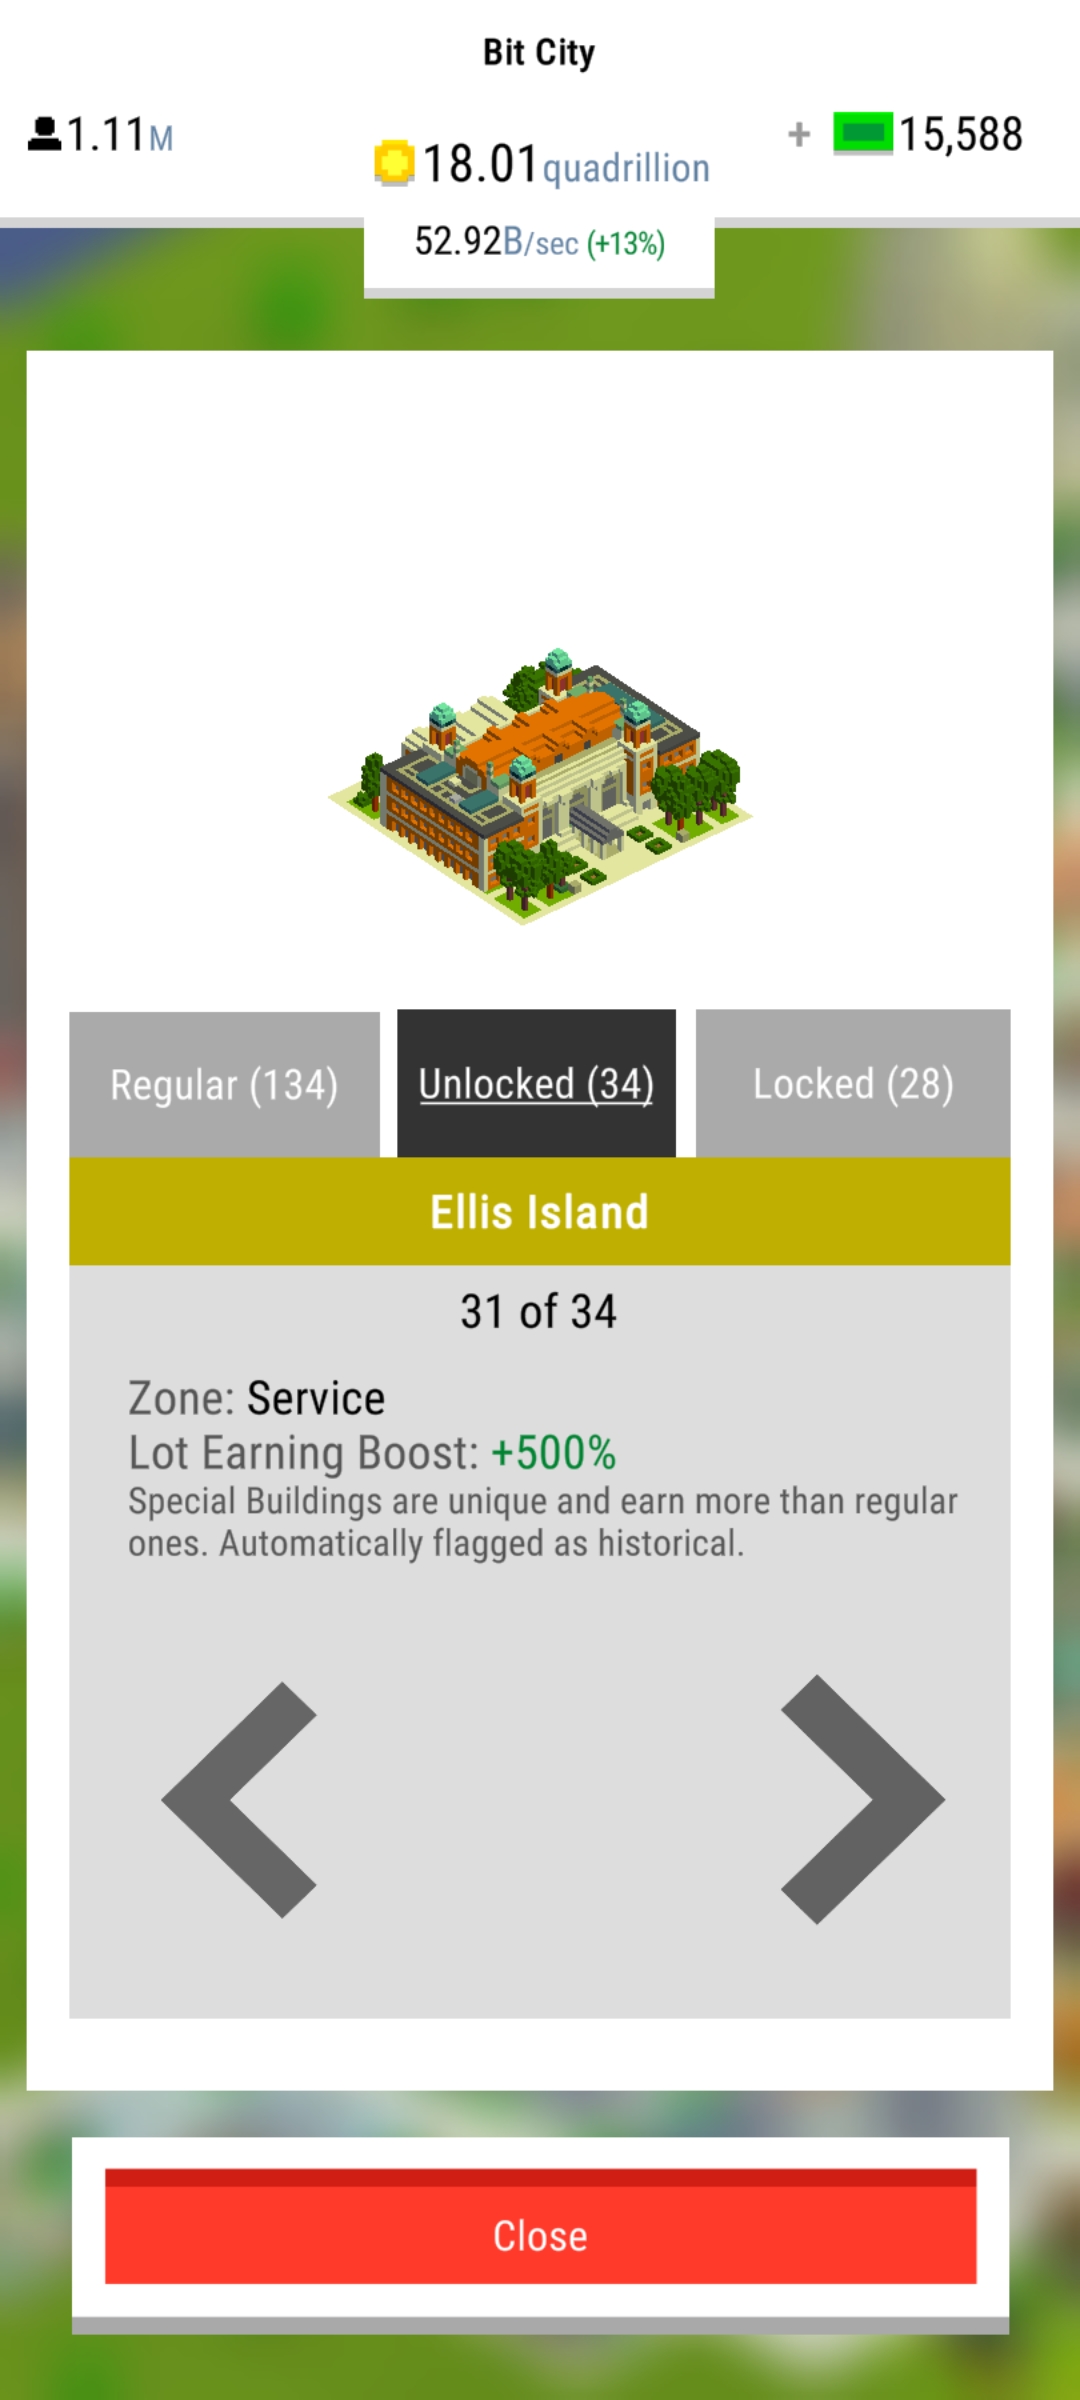 Bit City
1.11M
18.01quadrillion
+ 15,588
52.92B/sec (+13%)
Regular (134)
Unlocked (34)
Locked (28)
Ellis Island
31 of 34
Zone: Service
Lot Earning Boost: +500%
Special Buildings are unique and earn more than regular
ones. Automatically flagged as historical.
Close